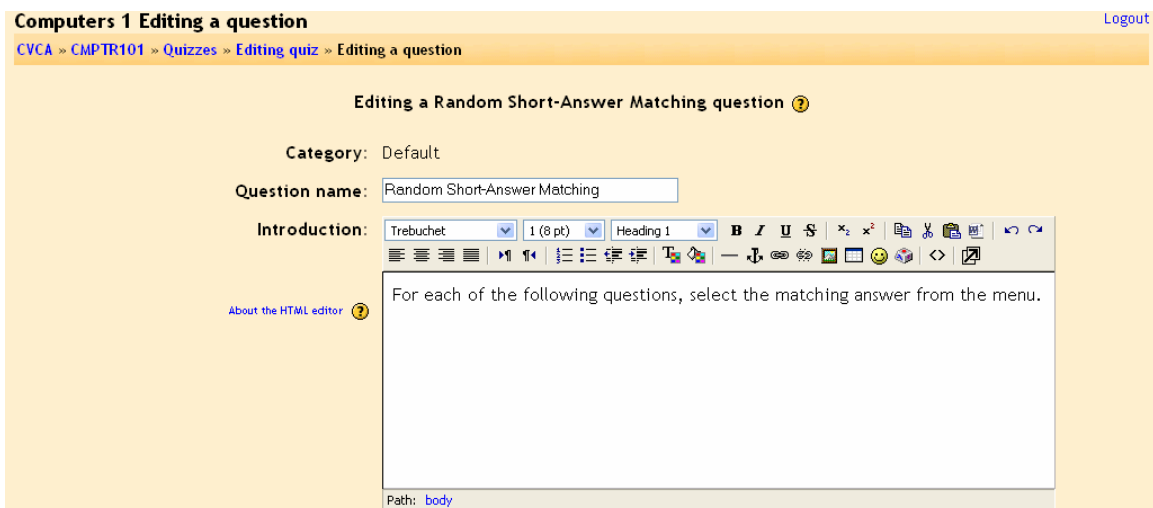 Computers 1 Editing a question
Logout
CVCA » CMPTR101 » Quizzes » Editing quiz » Editing a question
Editing a Random Short-Answer Matching question ?
Category: Default
Question name: Random Short-Answer Matching
Introduction: Trebuchet 1 (8 pt) Heading 1 B I U S x₂ x²
For each of the following questions, select the matching answer from the menu.
About the HTML editor ?
Path: body